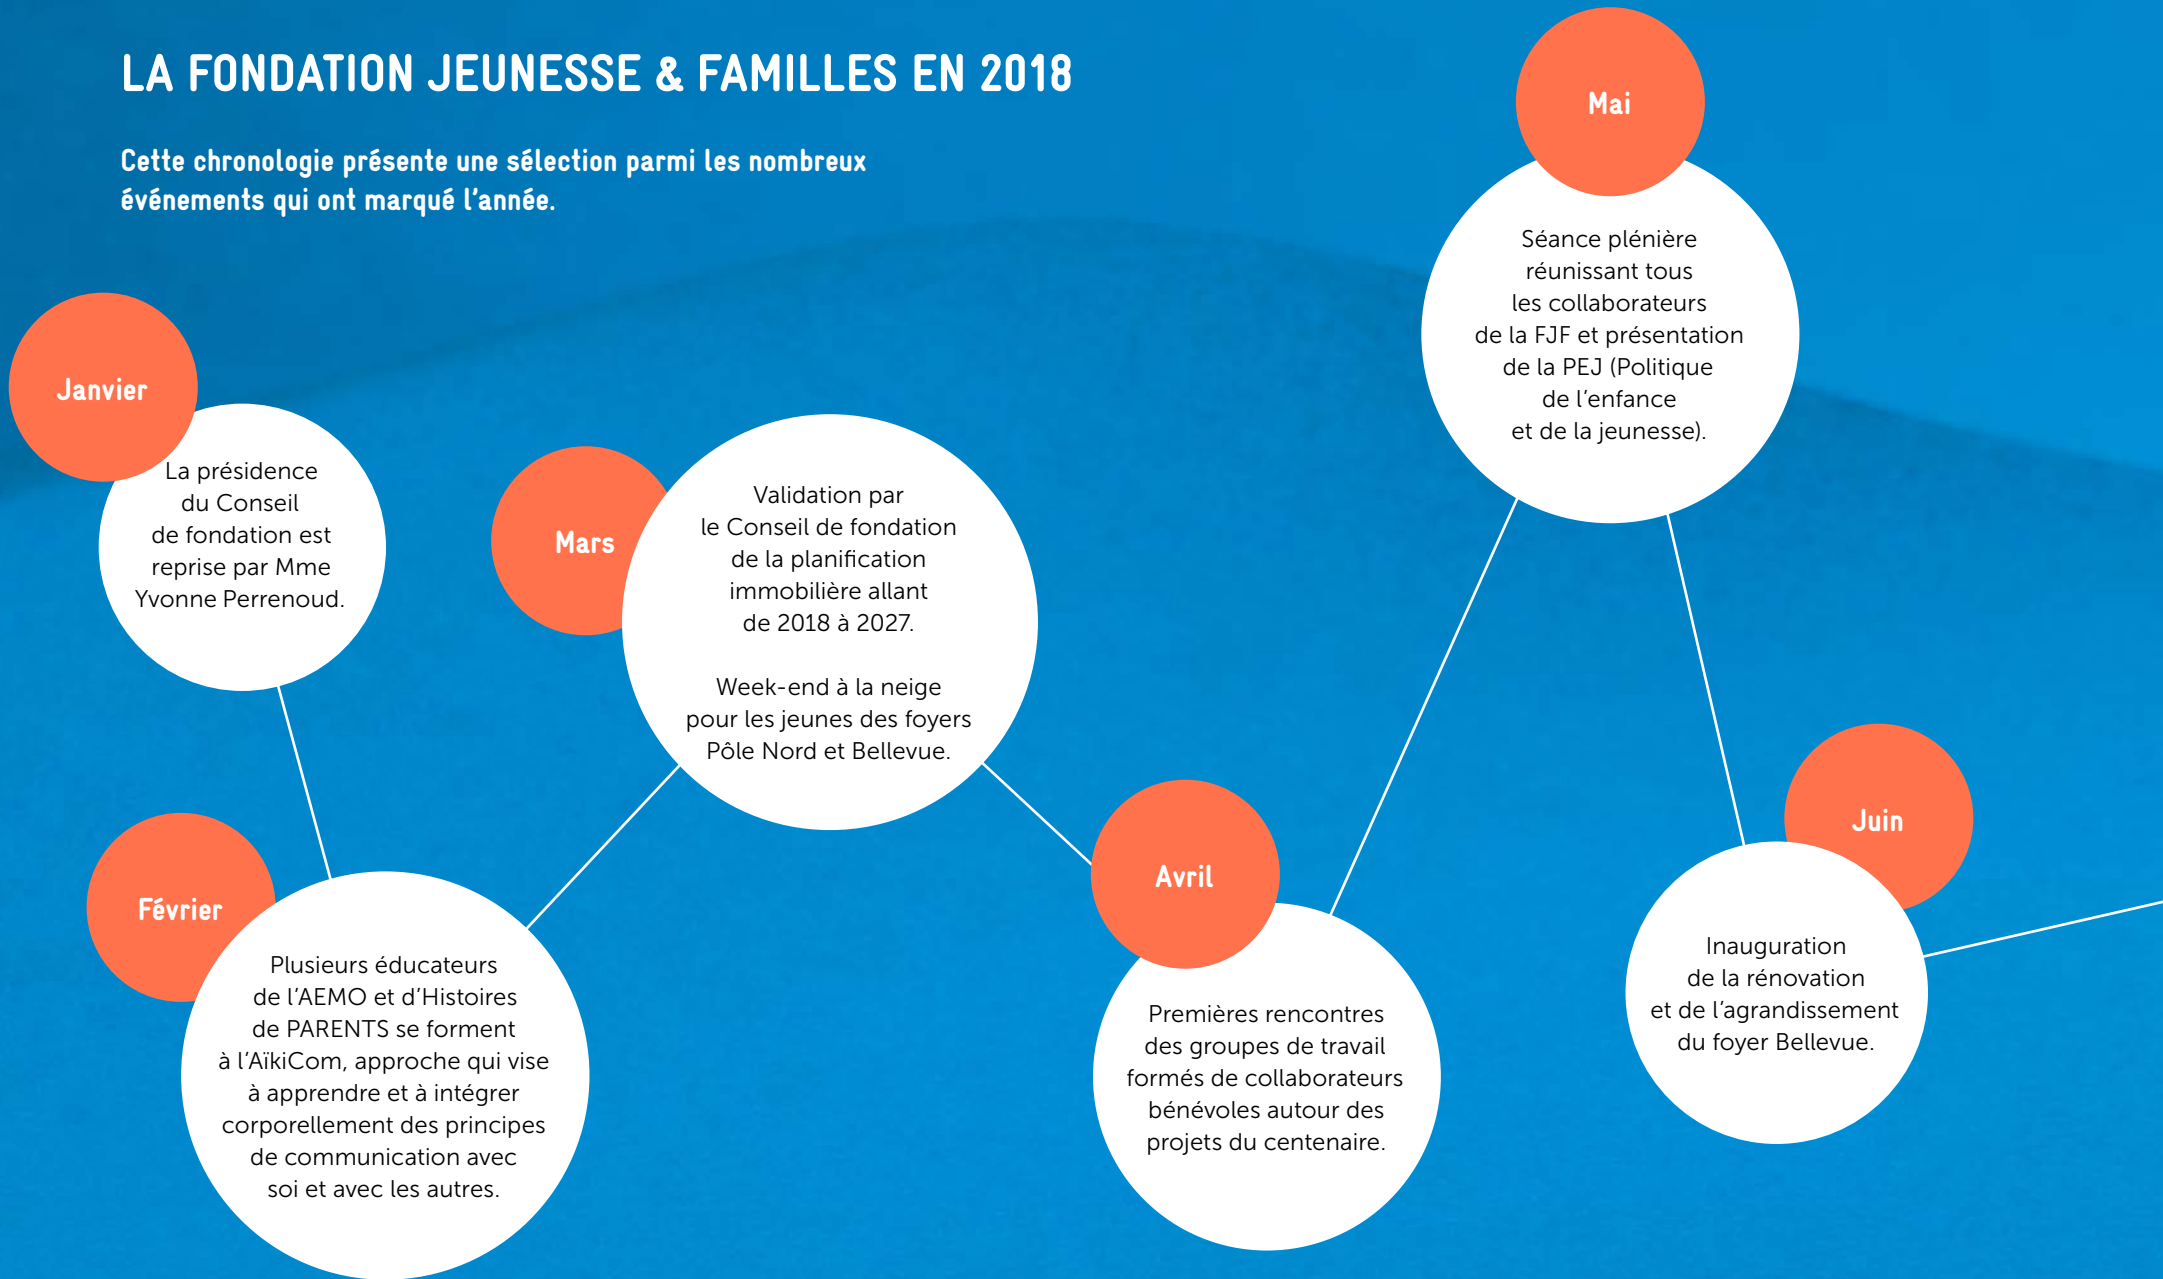 LA FONDATION JEUNESSE & FAMILLES EN 2018
Cette chronologie présente une sélection parmi les nombreux
événements qui ont marqué l'année.
Janvier
La présidence
du Conseil
de fondation est
reprise par Mme
Yvonne Perrenoud.
Février
Plusieurs éducateurs
de l'AEMO et d'Histoires
de PARENTS se forment
à l'AïkiCom, approche qui vise
à apprendre et à intégrer
corporellement des principes
de communication avec
soi et avec les autres.
Mars
Validation par
le Conseil de fondation
de la planification
immobilière allant
de 2018 à 2027.
Week-end à la neige
pour les jeunes des foyers
Pôle Nord et Bellevue.
Avril
Premières rencontres
des groupes de travail
formés de collaborateurs
bénévoles autour des
projets du centenaire.
Mai
Séance plénière
réunissant tous
les collaborateurs
de la FJF et présentation
de la PEJ (Politique
de l'enfance
et de la jeunesse).
Juin
Inauguration
de la rénovation
et de l'agrandissement
du foyer Bellevue.